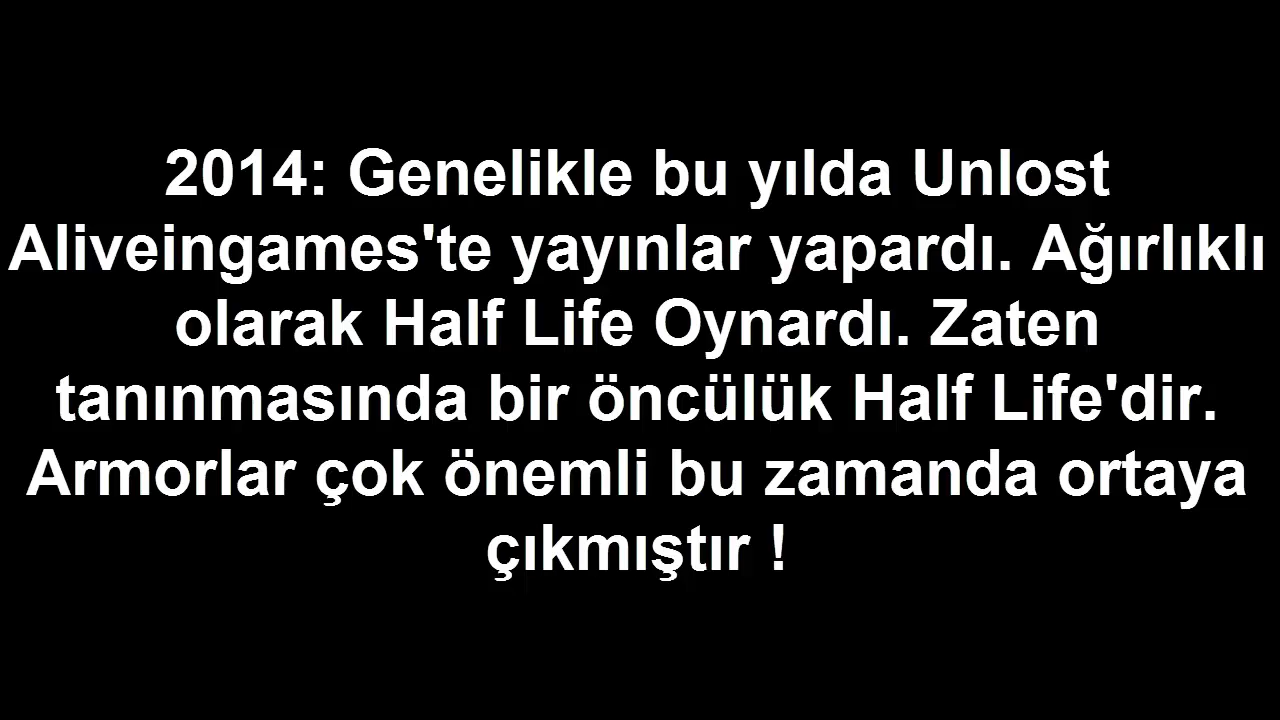 2014: Genelikle bu yılda Unlost
Aliveingames'te yayınlar yapardı. Ağırlıklı
olarak Half Life Oynardı. Zaten
tanınmasında bir öncülük Half Life'dir.
Armorlar çok önemli bu zamanda ortaya
çıkmıştır !